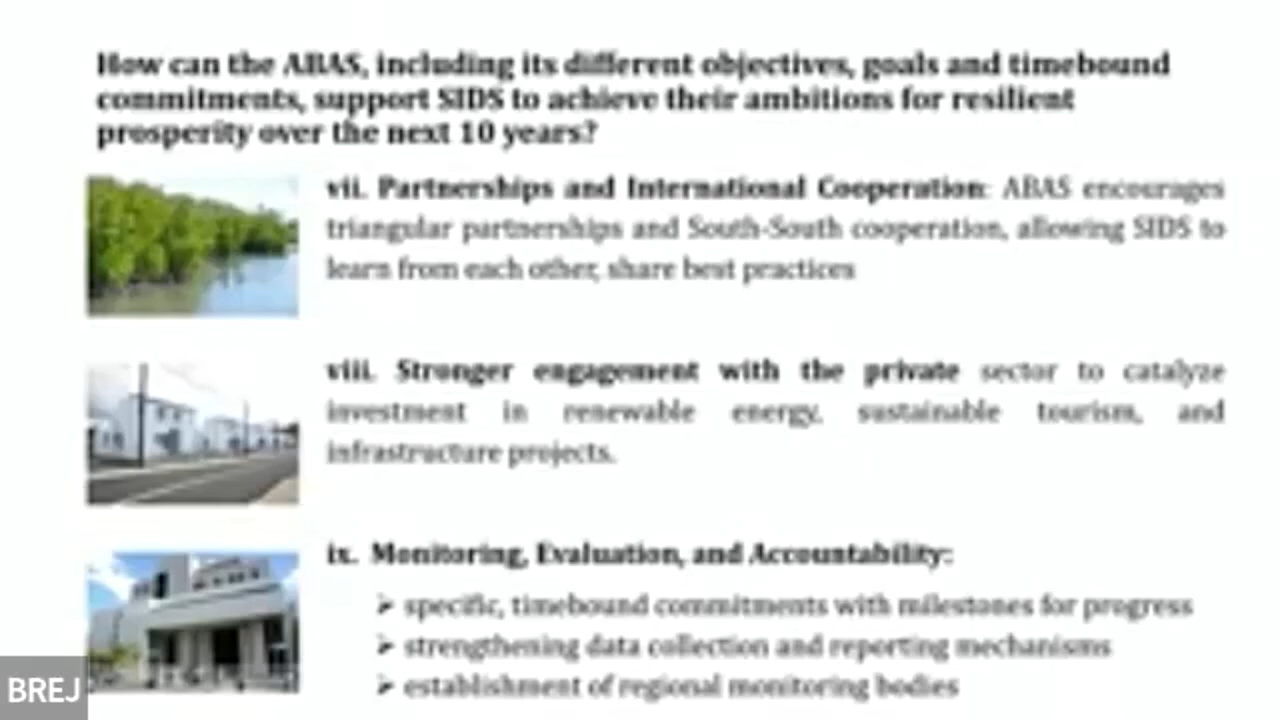 How can the ABAS, including its different objectives, goals and timebound
commitments, support SIDS to achieve their ambitions for resilient
prosperity over the next 10 years?
vii. Partnerships and International Cooperation: ABAS encourages
triangular partnerships and South-South cooperation, allowing SIDS to
learn from each other, share best practices
viii. Stronger engagement with the private sector to catalyze
investment in renewable energy, sustainable tourism, and
infrastructure projects.
ix. Monitoring, Evaluation, and Accountability:
➢ specific, timebound commitments with milestones for progress
➢ strengthening data collection and reporting mechanisms
➢ establishment of regional monitoring bodies
BREJ